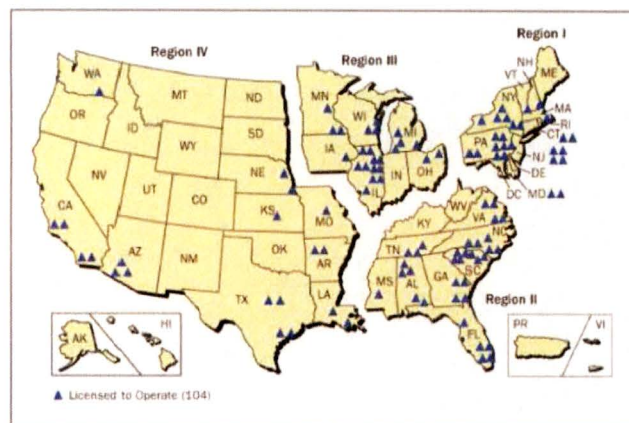 Region I
Region IV
Region III
NH
VT
ME
WA
MT
ND
MN
NY
MA
OR
ID
SD
WI
MI
RI
CT
WY
IA
PA
NJ
NE
OH
DE
NV
IL
IN
DC
MD
UT
CO
WV
CA
KS
MO
VA
KY
NC
AZ
NM
OK
AR
TN
SC
MS
AL
GA
TX
LA
Region II
FL
HI
PR
VI
AK
Licensed to Operate (104)